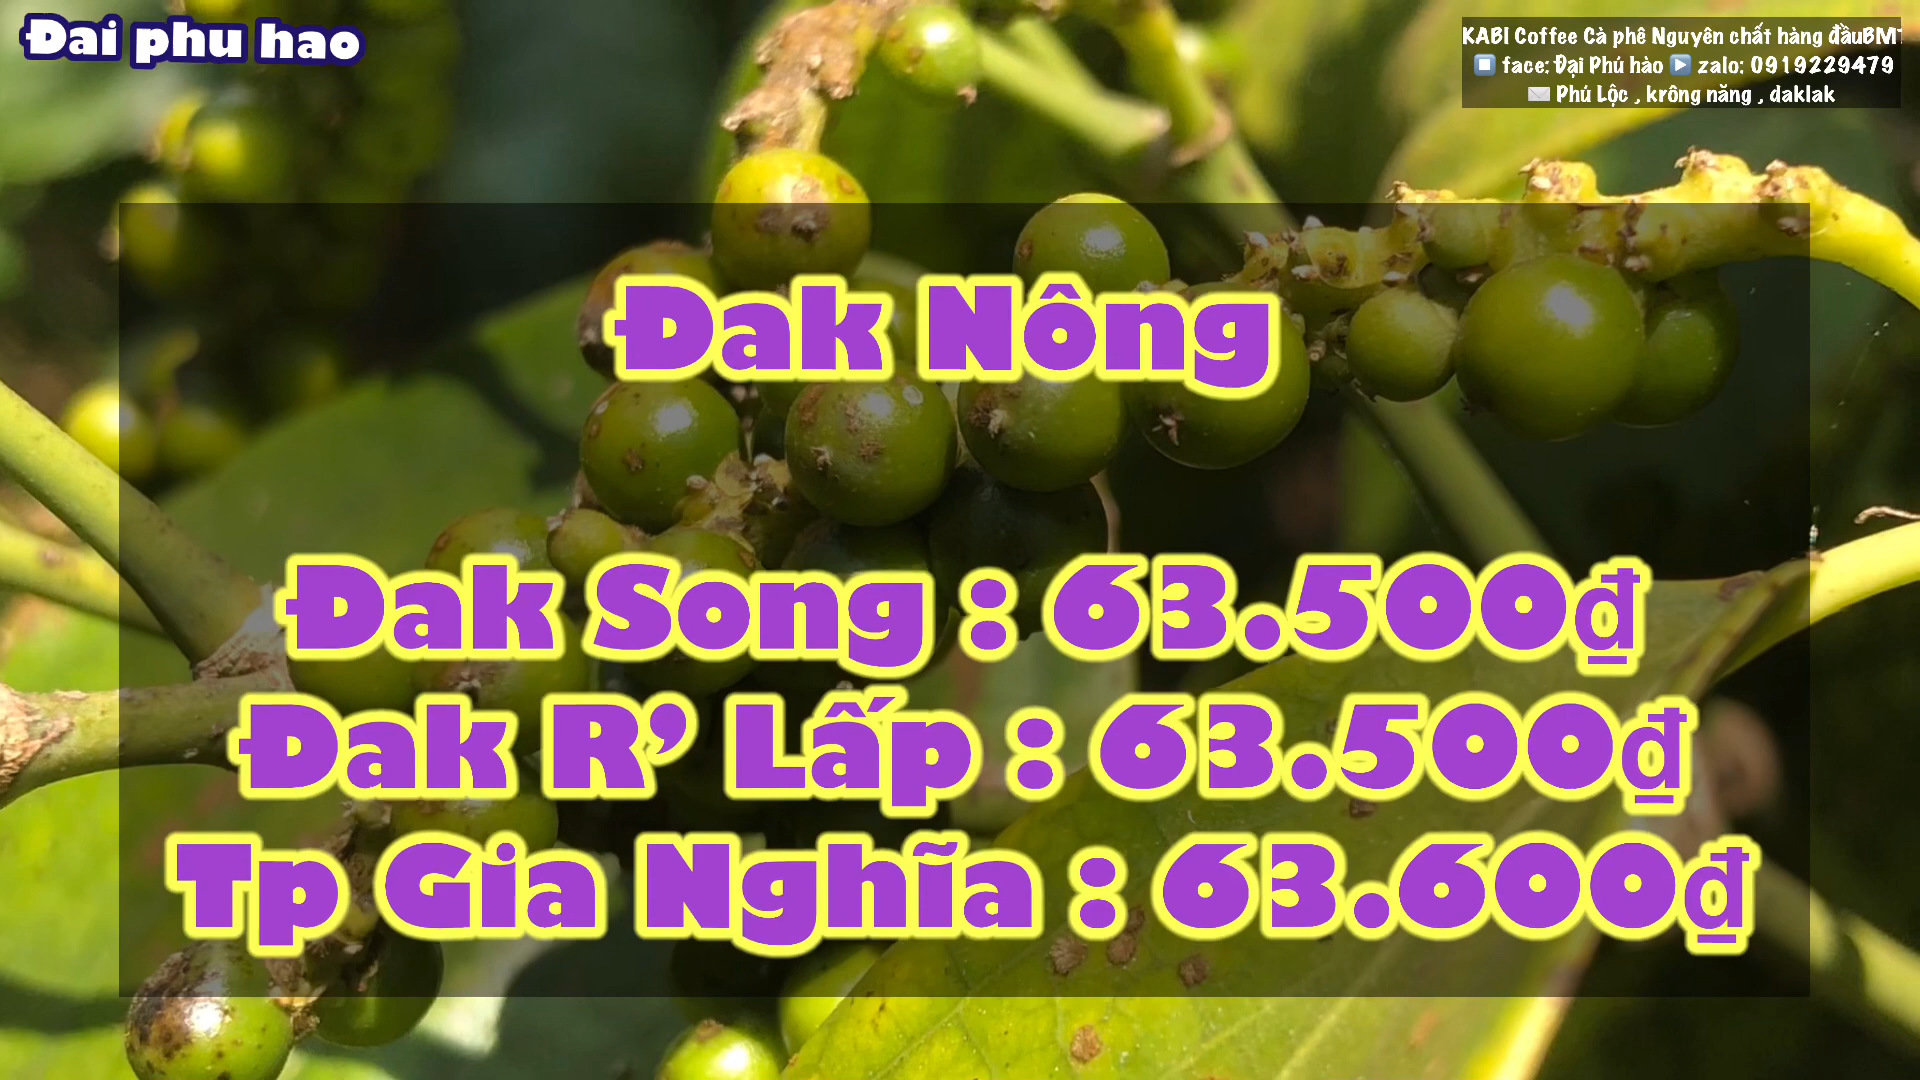 Đai phu hao
KABI Coffee Cà phê Nguyên chất hàng đầuBMT
face: Đại Phú hào zalo: 0919229479
Phú Lộc , krông năng , daklak
Đak Nông
Đak Song : 63.500₫
Đak R’ Lấp : 63.500₫
Tp Gia Nghĩa : 63.600₫